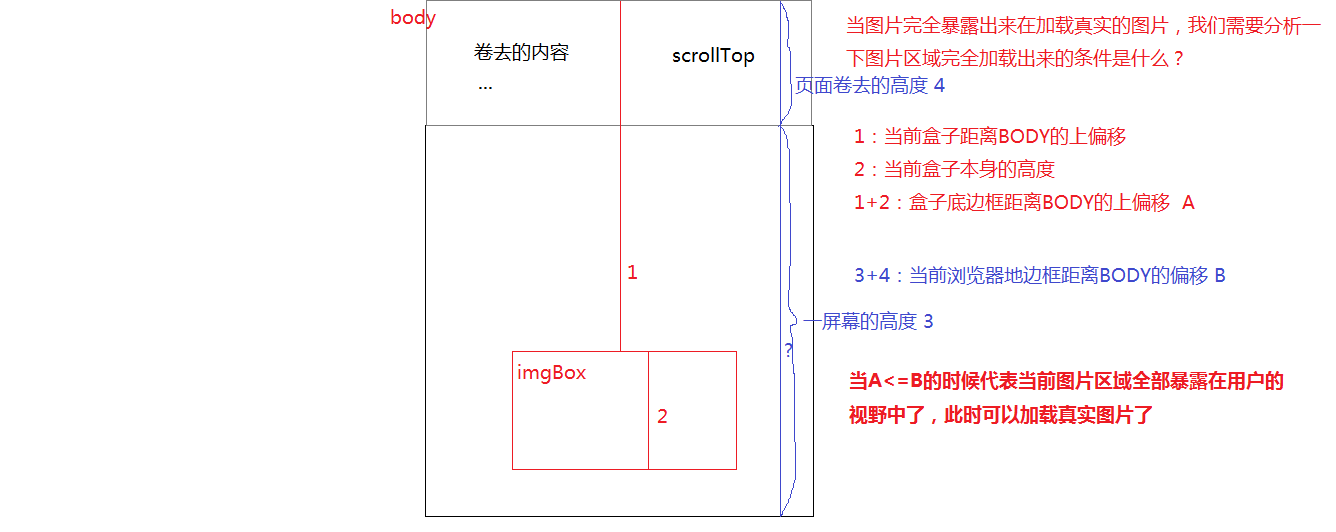 body
卷去的内容
...
scrollTop
当图片完全暴露出来在加载真实的图片，我们需要分析一
下图片区域完全加载出来的条件是什么？
页面卷去的高度 4
1：当前盒子距离BODY的上偏移
2：当前盒子本身的高度
1+2：盒子底边框距离BODY的上偏移 A
1
3+4：当前浏览器地边框距离BODY的偏移 B
一屏幕的高度 3
?
imgBox
2
当A<=B的时候代表当前图片区域全部暴露在用户的
视野中了，此时可以加载真实图片了